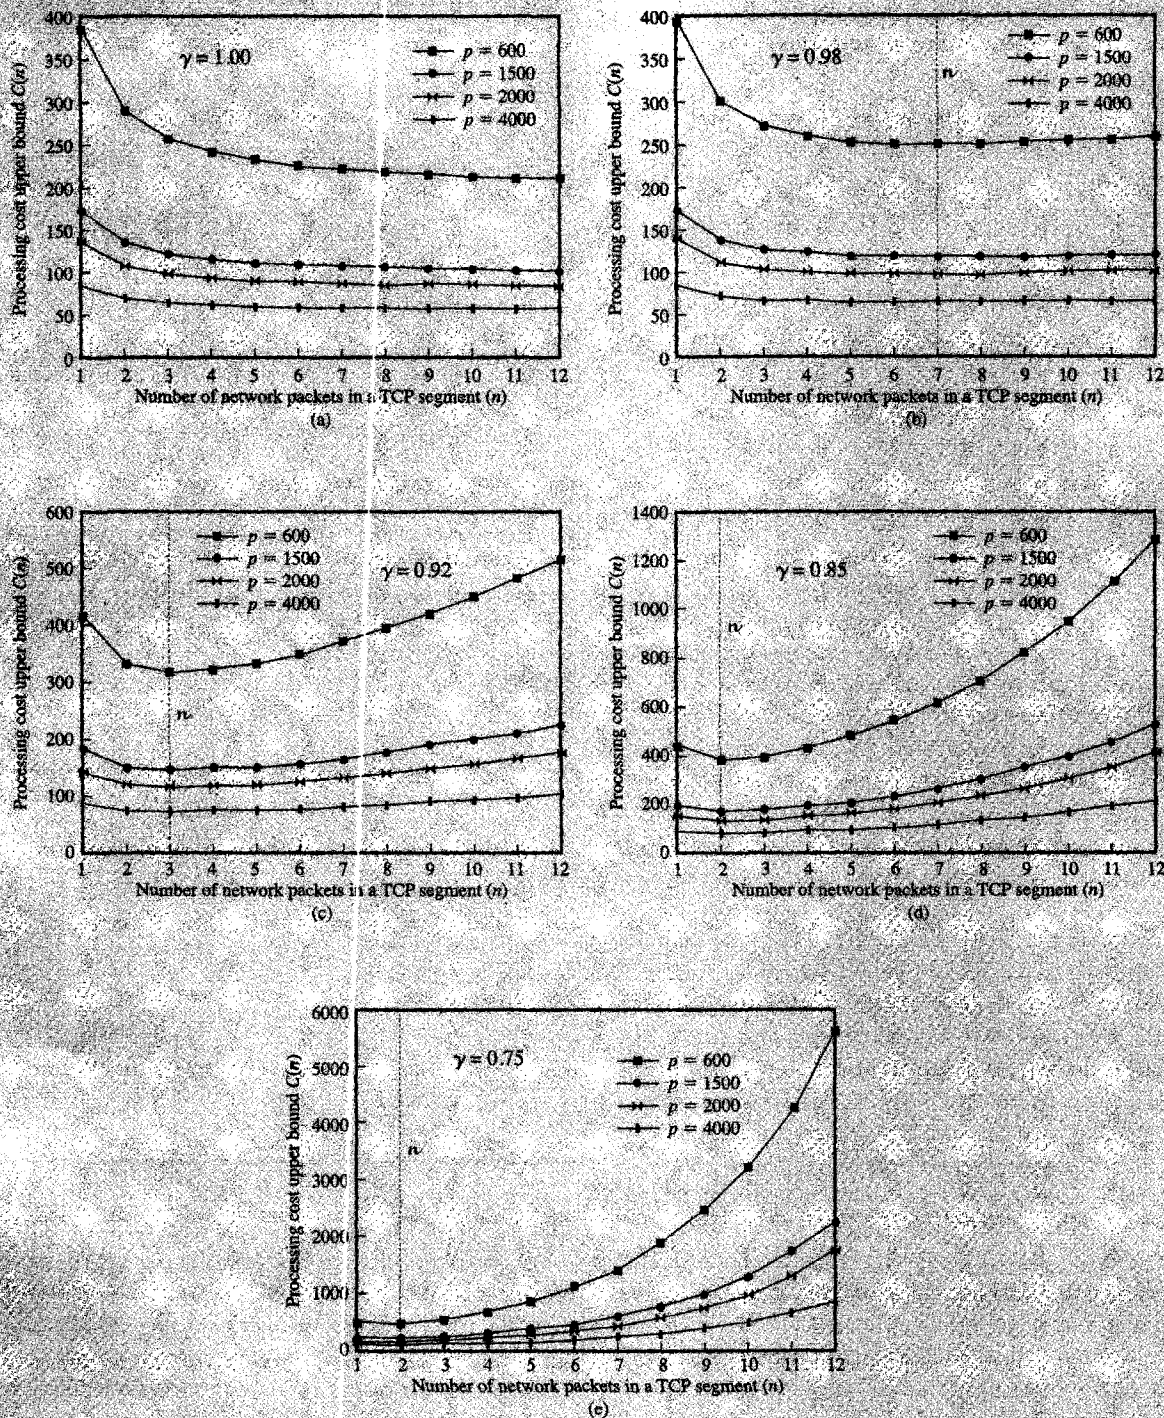 400
350
300
250
200
150
100
50
0
Processing cost upper bound C(n)
γ = 1.00
p = 600
p = 1500
p = 2000
p = 4000
1 2 3 4 5 6 7 8 9 10 11 12
Number of network packets in a TCP segment (n)
(a)
400
350
300
250
200
150
100
50
0
Processing cost upper bound C(n)
γ = 0.98
n
p = 600
p = 1500
p = 2000
p = 4000
1 2 3 4 5 6 7 8 9 10 11 12
Number of network packets in a TCP segment (n)
(b)
600
500
400
300
200
100
0
Processing cost upper bound C(n)
p = 600
p = 1500
p = 2000
p = 4000
γ = 0.92
n
1 2 3 4 5 6 7 8 9 10 11 12
Number of network packets in a TCP segment (n)
(c)
1400
1200
1000
800
600
400
200
0
Processing cost upper bound C(n)
γ = 0.85
n
p = 600
p = 1500
p = 2000
p = 4000
1 2 3 4 5 6 7 8 9 10 11 12
Number of network packets in a TCP segment (n)
(d)
6000
5000
4000
3000
2000
1000
0
Processing cost upper bound C(n)
γ = 0.75
n
p = 600
p = 1500
p = 2000
p = 4000
1 2 3 4 5 6 7 8 9 10 11 12
Number of network packets in a TCP segment (n)
(e)